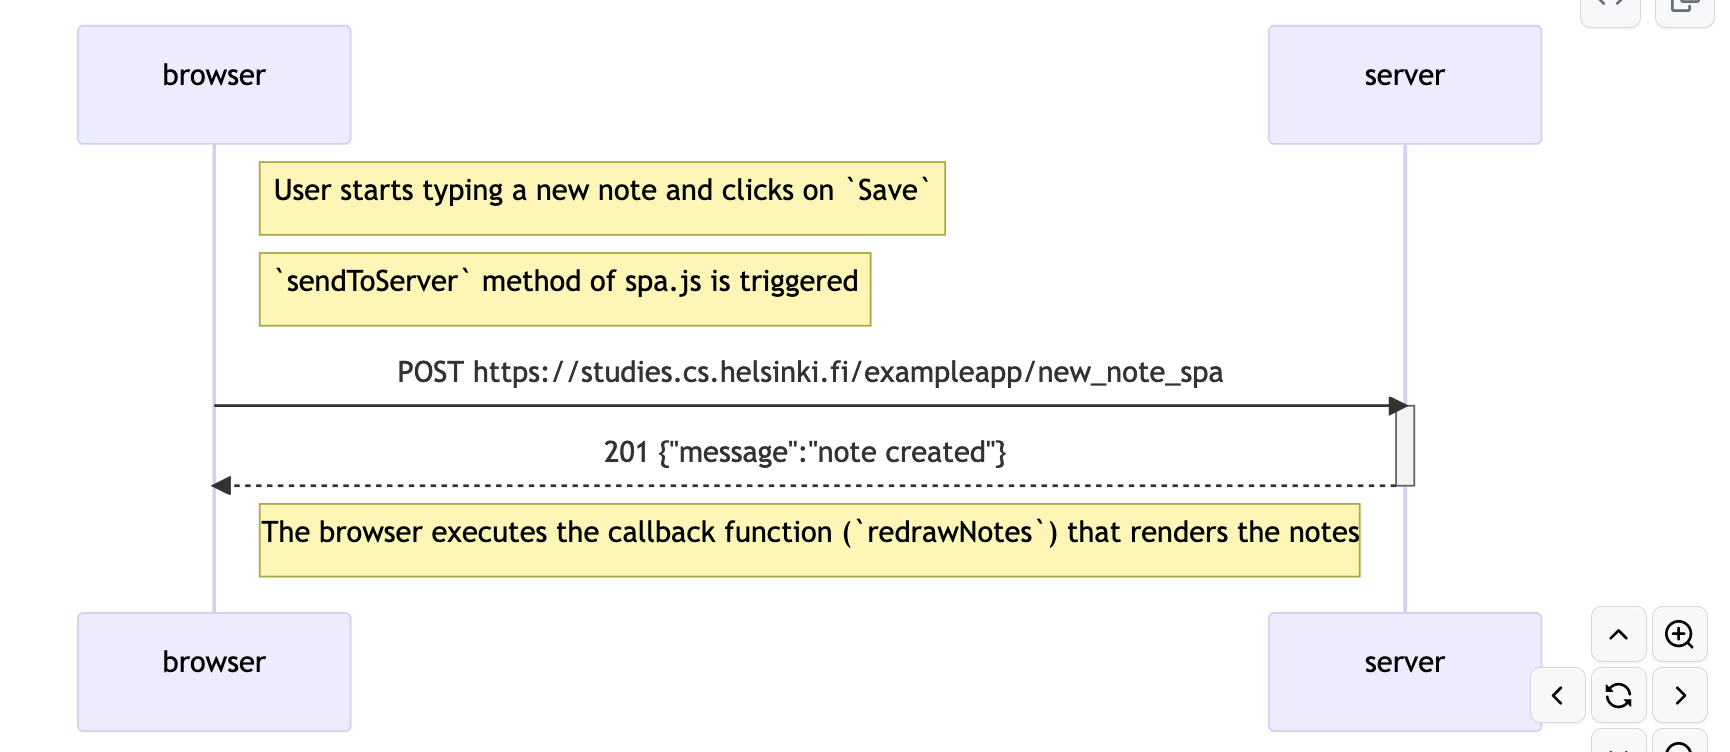 browser
server
User starts typing a new note and clicks on `Save`
`sendToServer` method of spa.js is triggered
POST https://studies.cs.helsinki.fi/exampleapp/new_note_spa
201 {"message":"note created"}
The browser executes the callback function (`redrawNotes`) that renders the notes
browser
server